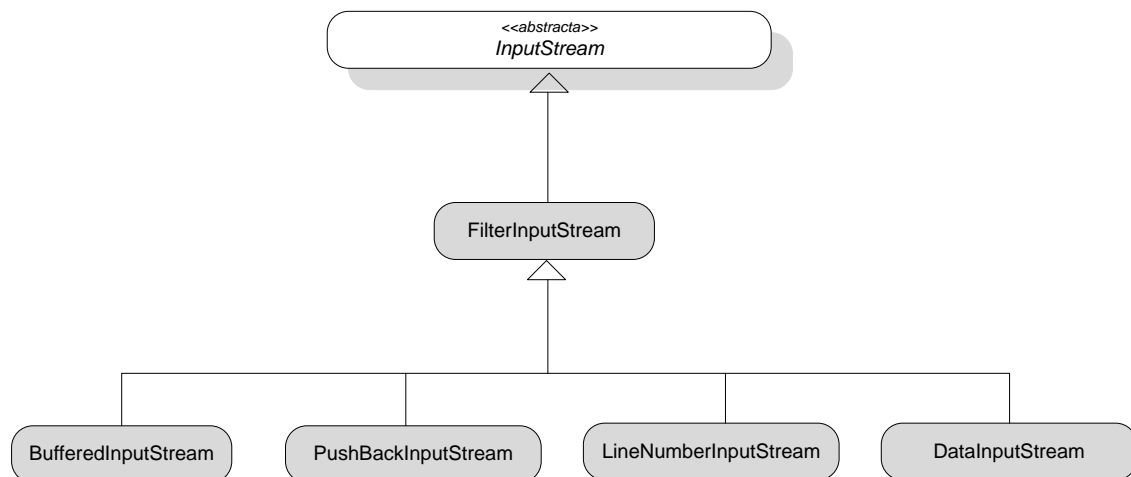 <<abstracta>>
InputStream
FilterInputStream
BufferedInputStream
PushBackInputStream
LineNumberInputStream
DataInputStream